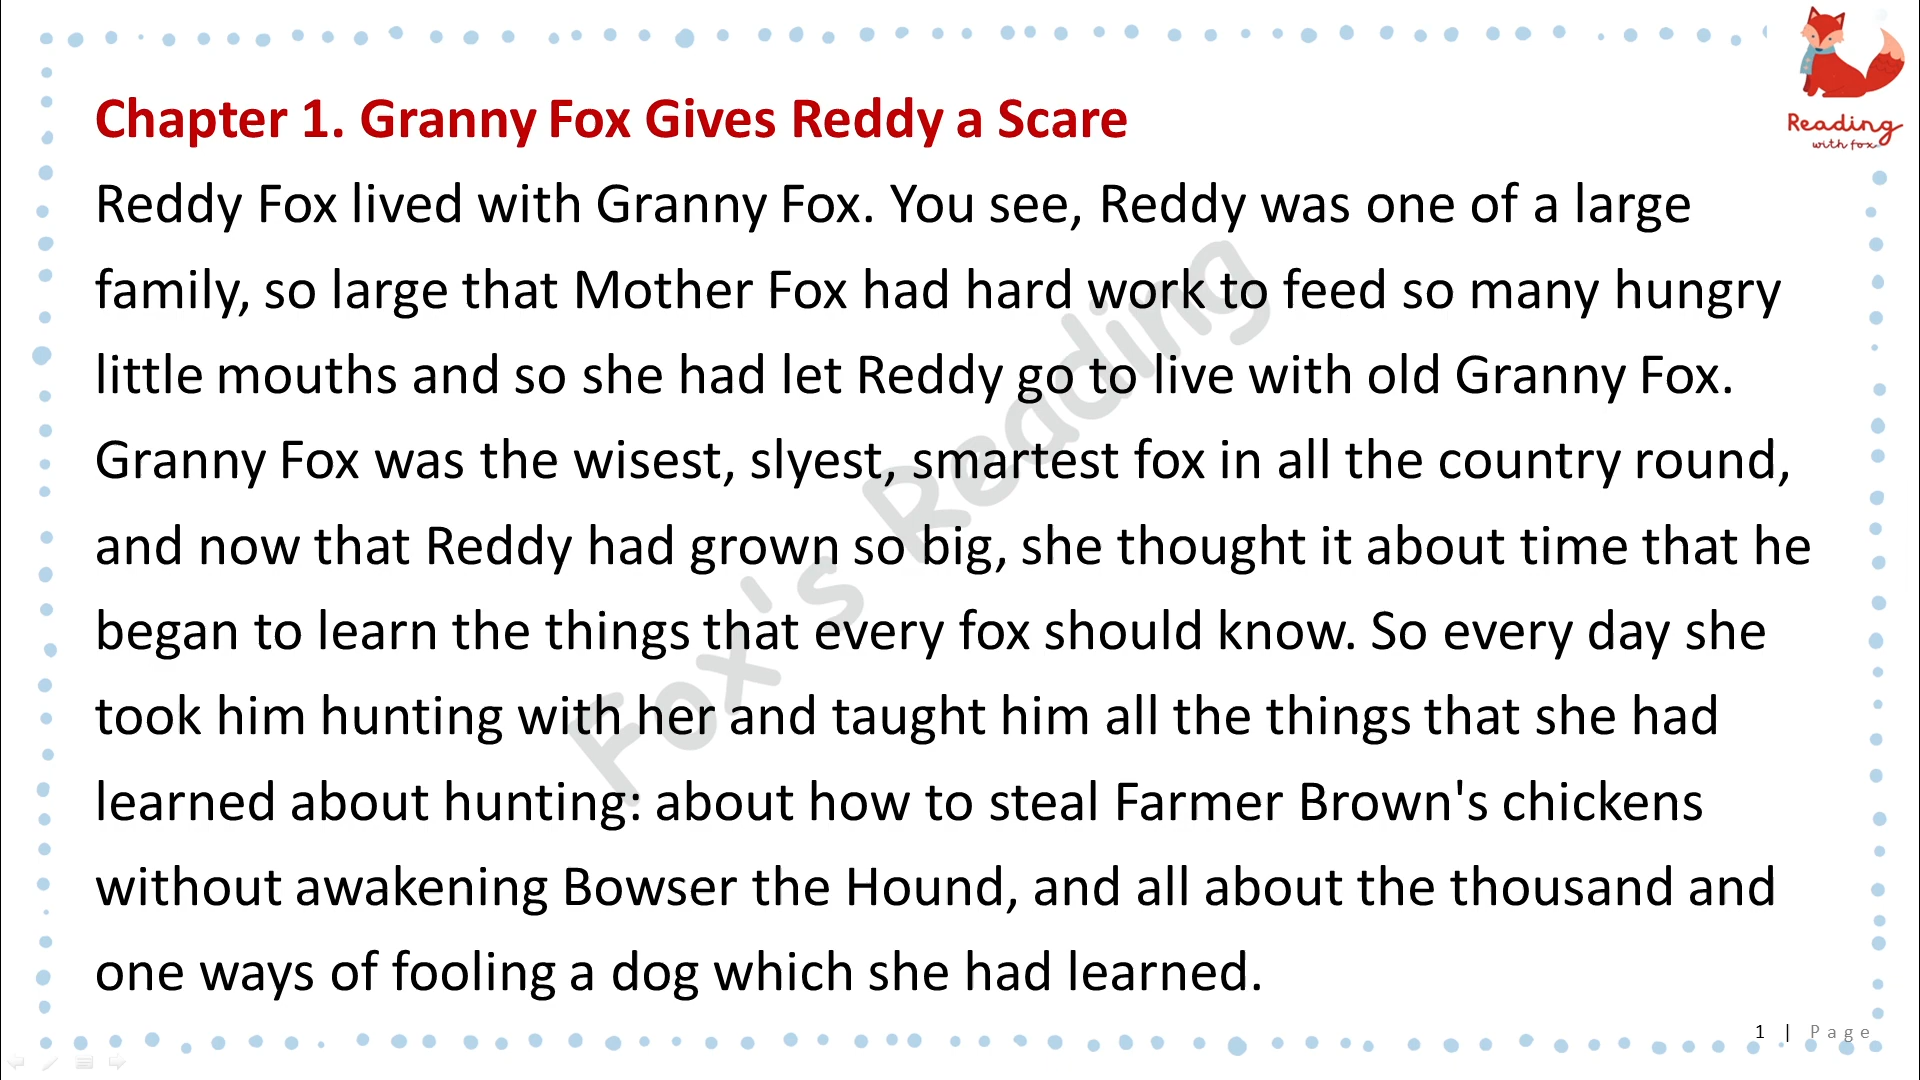 Reading
with fox
Chapter 1. Granny Fox Gives Reddy a Scare
Reddy Fox lived with Granny Fox. You see, Reddy was one of a large
family, so large that Mother Fox had hard work to feed so many hungry
little mouths and so she had let Reddy go to live with old Granny Fox.
Granny Fox was the wisest, slyest, smartest fox in all the country round,
and now that Reddy had grown so big, she thought it about time that he
began to learn the things that every fox should know. So every day she
took him hunting with her and taught him all the things that she had
learned about hunting: about how to steal Farmer Brown's chickens
without awakening Bowser the Hound, and all about the thousand and
one ways of fooling a dog which she had learned.
Fox's Reading
1 | Page